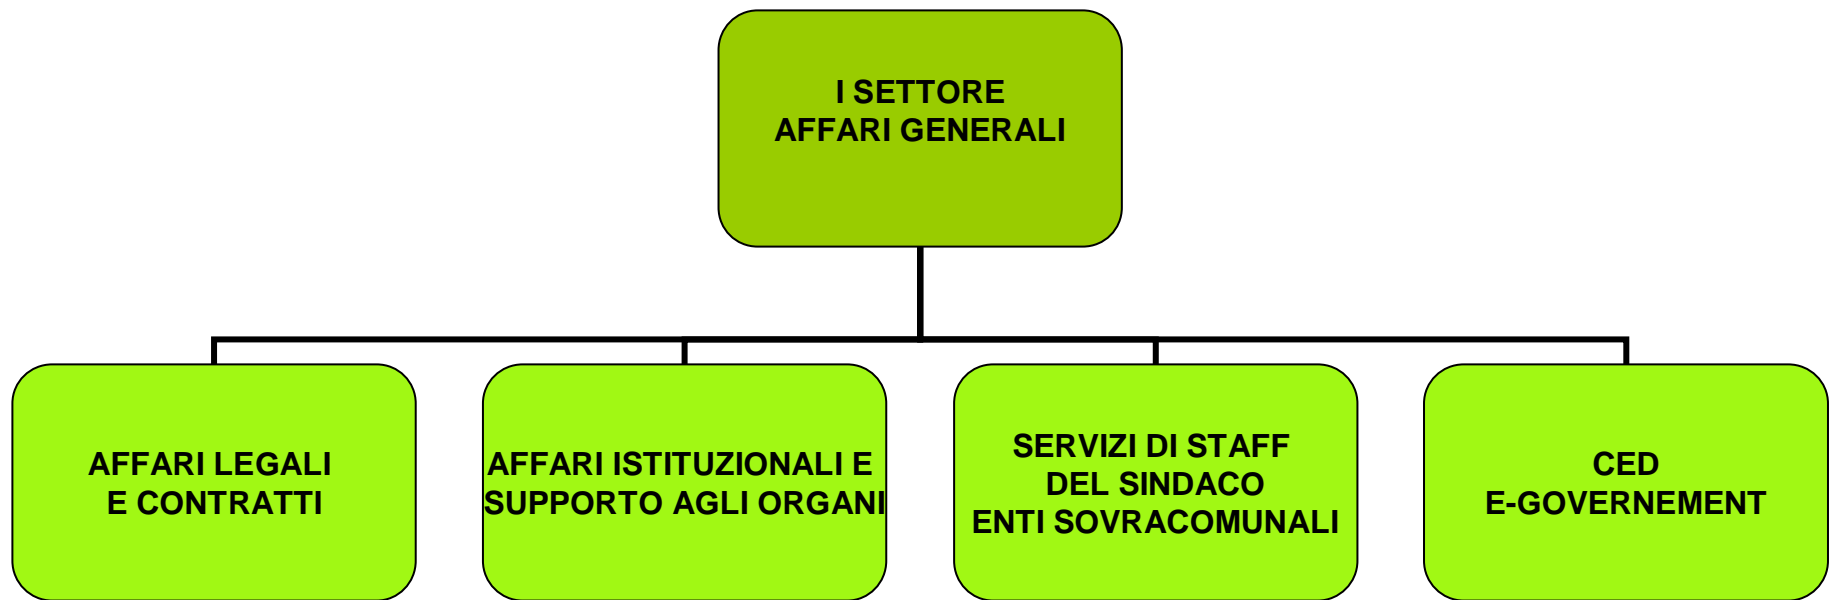 I SETTORE
AFFARI GENERALI
AFFARI LEGALI
E CONTRATTI
AFFARI ISTITUZIONALI E
SUPPORTO AGLI ORGANI
SERVIZI DI STAFF
DEL SINDACO
ENTI SOVRACOMUNALI
CED
E-GOVERNEMENT